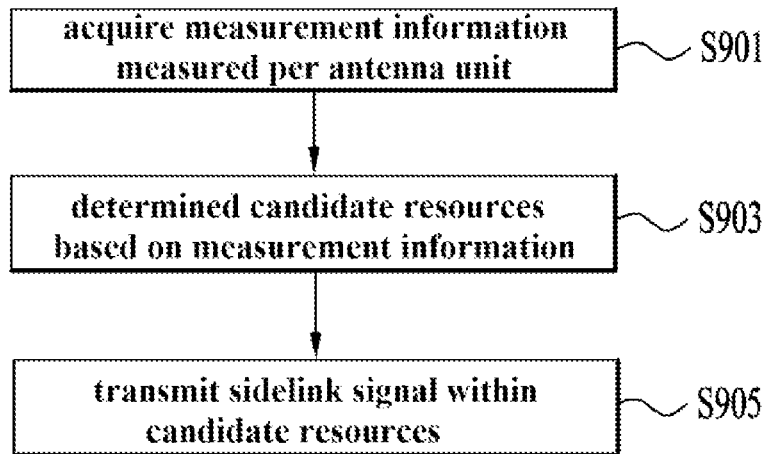 acquire measurement information
measured per antenna unit
S901
determined candidate resources
based on measurement information
S903
transmit sidelink signal within
candidate resources
S905